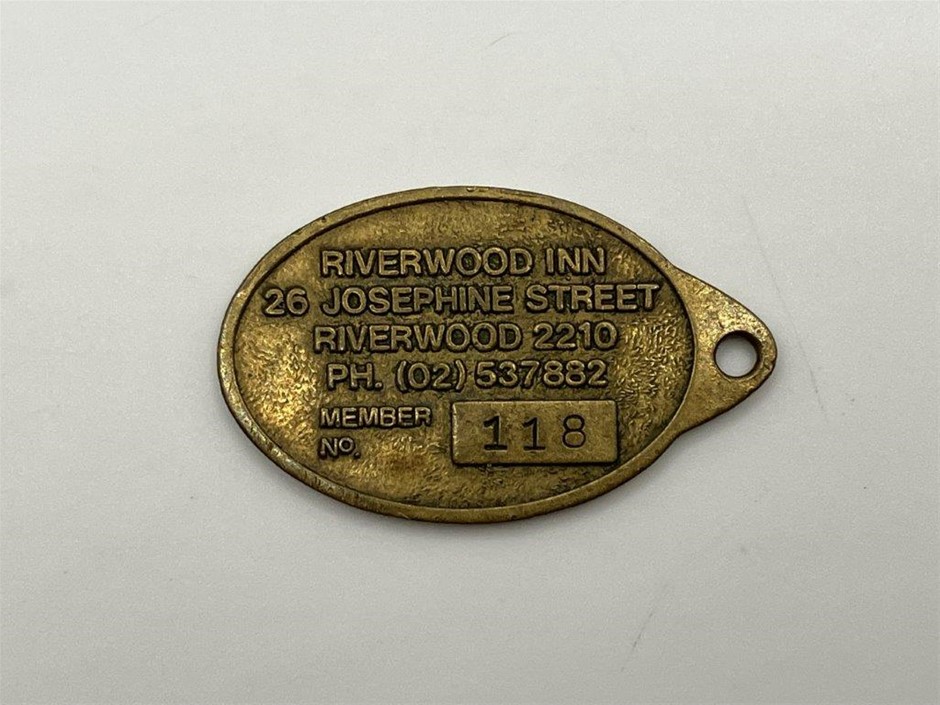 RIVERWOOD INN
26 JOSEPHINE STREET
RIVERWOOD 2210
PH. (02) 537882
MEMBER
NO. 118